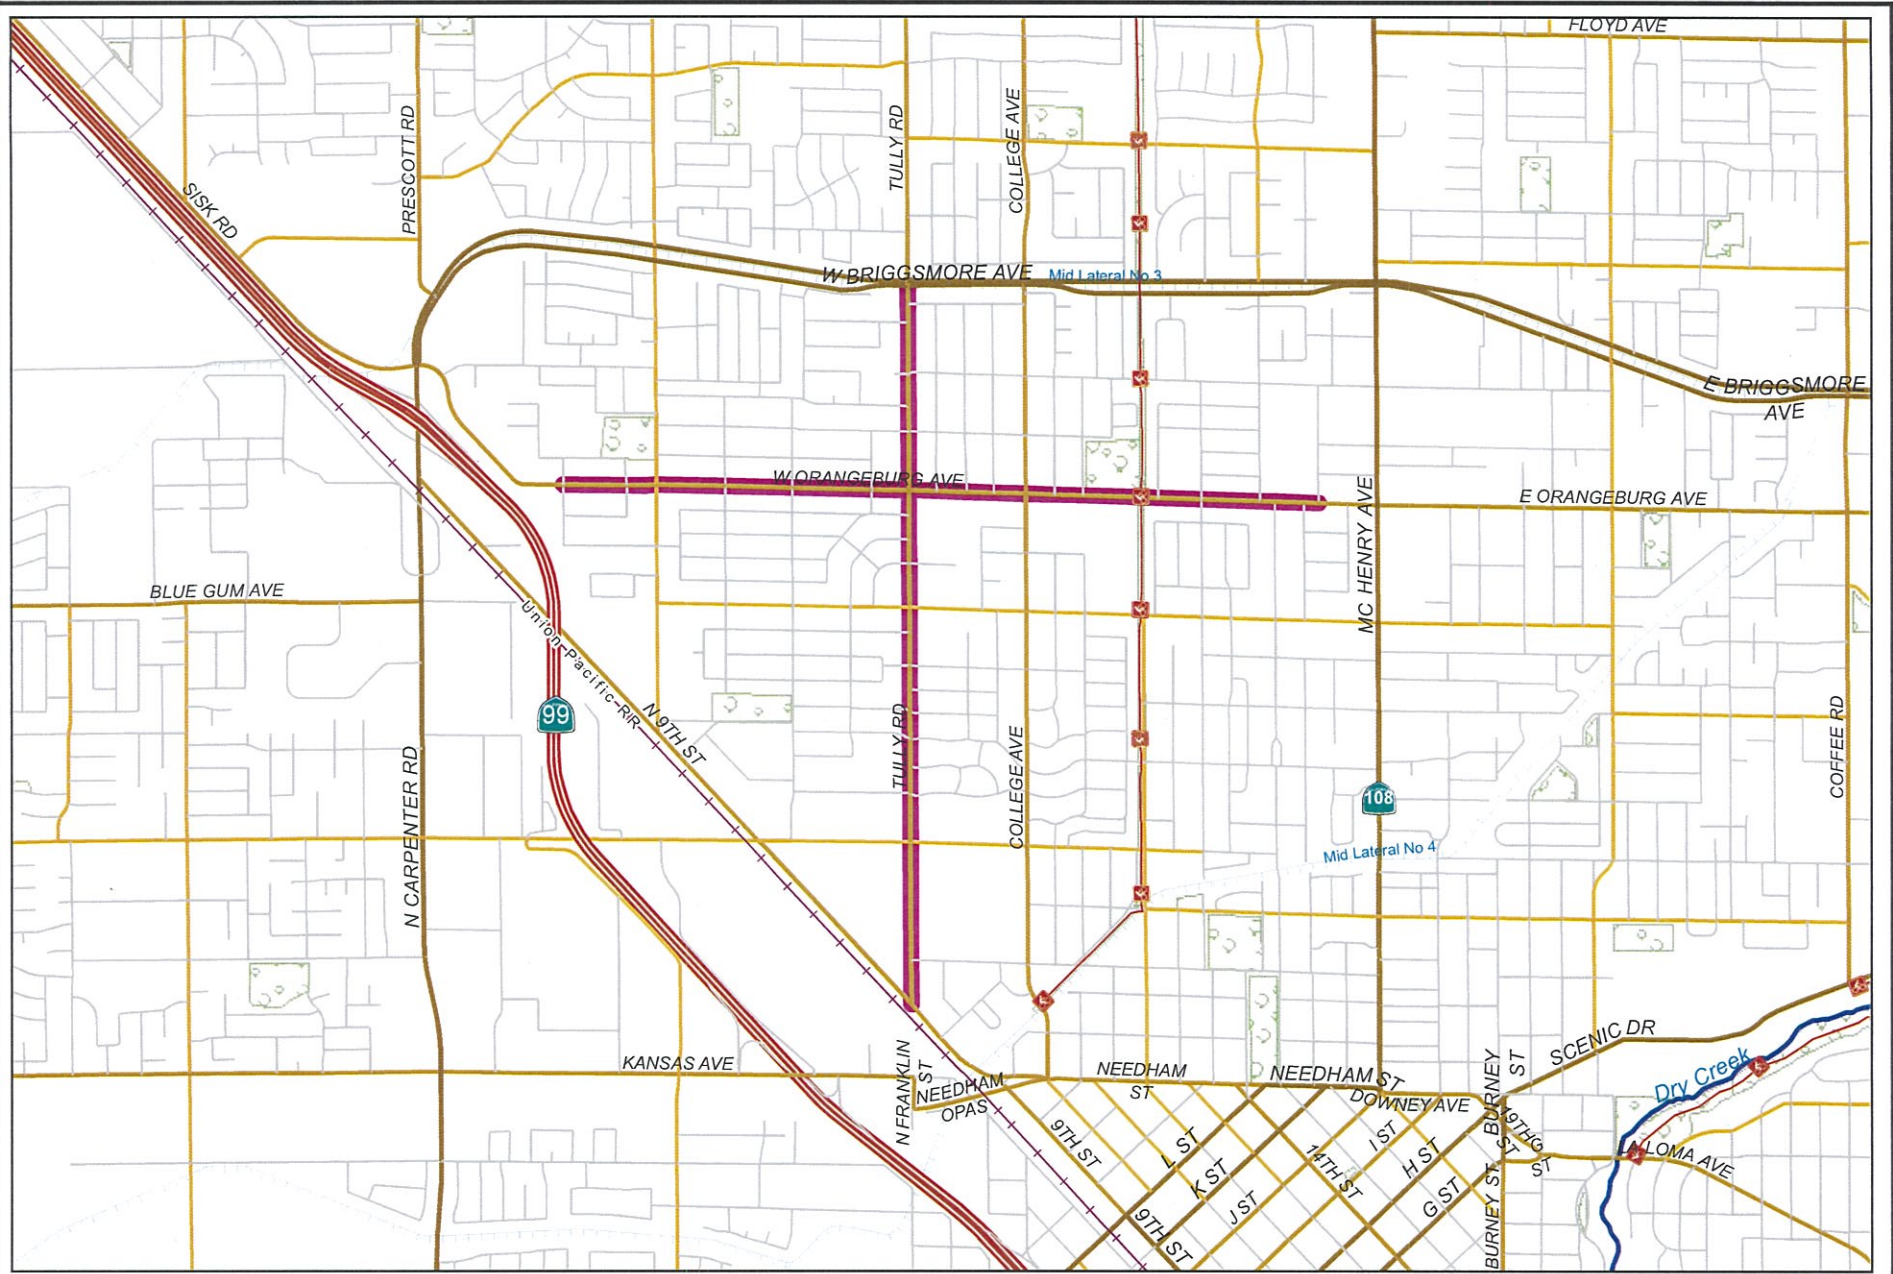 FLOYD AVE
PRESCOTT RD
TULLY RD
COLLEGE AVE
SISK RD
W BRIGGSMORE AVE
Mid Lateral No 3
E BRIGGSMORE
AVE
W ORANGEBURG AVE
E ORANGEBURG AVE
MC HENRY AVE
BLUE GUM AVE
Union Pacific RR
99
N 9TH ST
TULLY RD
COLLEGE AVE
N CARPENTER RD
108
COFFEE RD
Mid Lateral No 4
KANSAS AVE
N FRANKLIN
ST
NEEDHAM
OPAS
NEEDHAM
ST
NEEDHAM ST
DOWNEY AVE
BURNEY
ST
SCENIC DR
Dry Creek
9TH ST
L ST
K ST
J ST
14TH ST
I ST
H ST
G ST
19TH
ST
G
ST
LA LOMA AVE
9TH ST
BURNEY ST